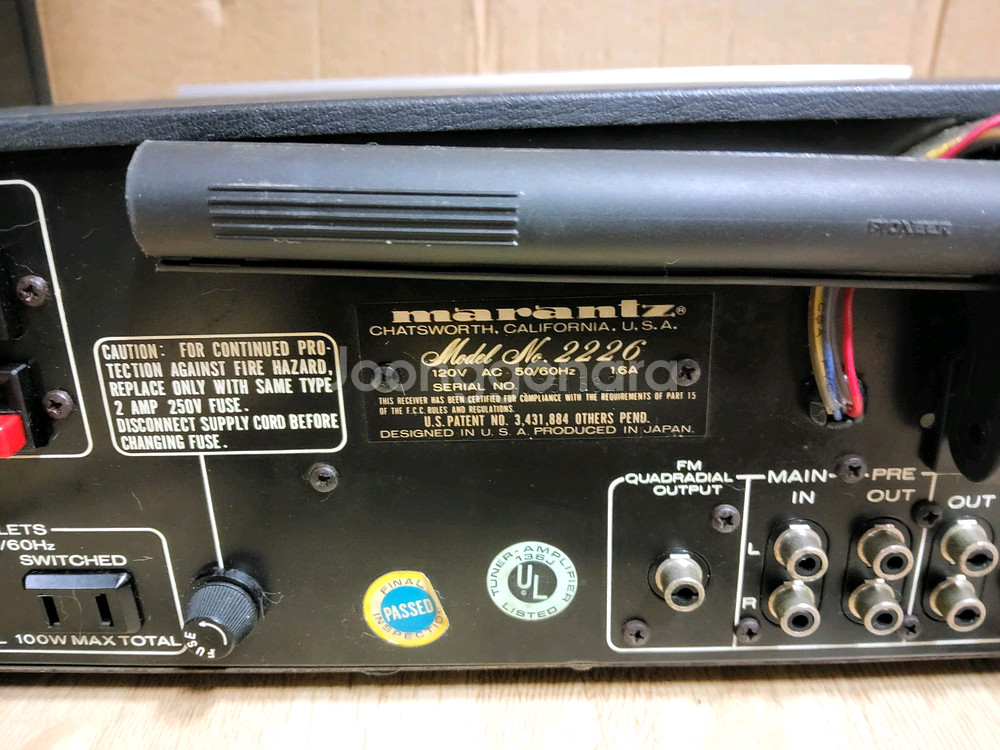 PIONEER
marantz®
CHATSWORTH, CALIFORNIA, U.S.A.
Model No. 2226
120V AC 50/60Hz 1.6A
SERIAL NO.
THIS RECEIVER HAS BEEN CERTIFIED FOR COMPLIANCE WITH THE REQUIREMENTS OF PART 15
OF THE F.C.C. RULES AND REGULATIONS.
U.S. PATENT NO. 3,431,884 OTHERS PEND.
DESIGNED IN U.S.A. PRODUCED IN JAPAN.
Joonggonara
CAUTION: FOR CONTINUED PRO-
TECTION AGAINST FIRE HAZARD,
REPLACE ONLY WITH SAME TYPE
2 AMP 250V FUSE.
DISCONNECT SUPPLY CORD BEFORE
CHANGING FUSE.
FM
QUADRADIAL
OUTPUT
MAIN
IN
PRE
OUT
OUT
L
R
LETS
/60Hz
SWITCHED
L 100W MAX TOTAL
FUSE
FINAL
PASSED
INSPECTION
TUNER-AMPLIFIER
136J
UL
LISTED